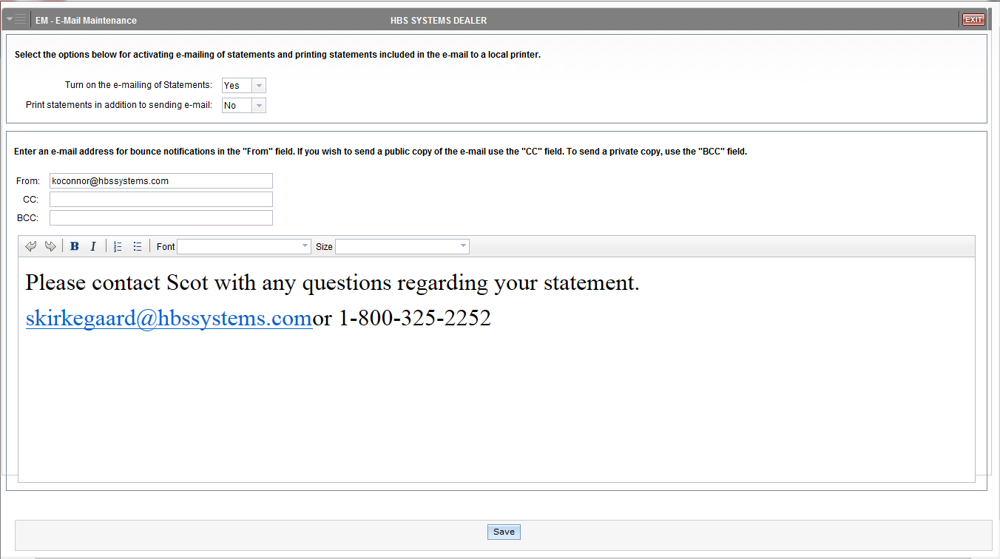 EM - E-Mail Maintenance HBS SYSTEMS DEALER EXIT
Select the options below for activating e-mailing of statements and printing statements included in the e-mail to a local printer.
Turn on the e-mailing of Statements: Yes
Print statements in addition to sending e-mail: No
Enter an e-mail address for bounce notifications in the "From" field. If you wish to send a public copy of the e-mail use the "CC" field. To send a private copy, use the "BCC" field.
From: koconnor@hbssystems.com
CC:
BCC:
B I Font Size
Please contact Scot with any questions regarding your statement.
skirkegaard@hbssystems.comor 1-800-325-2252
Save